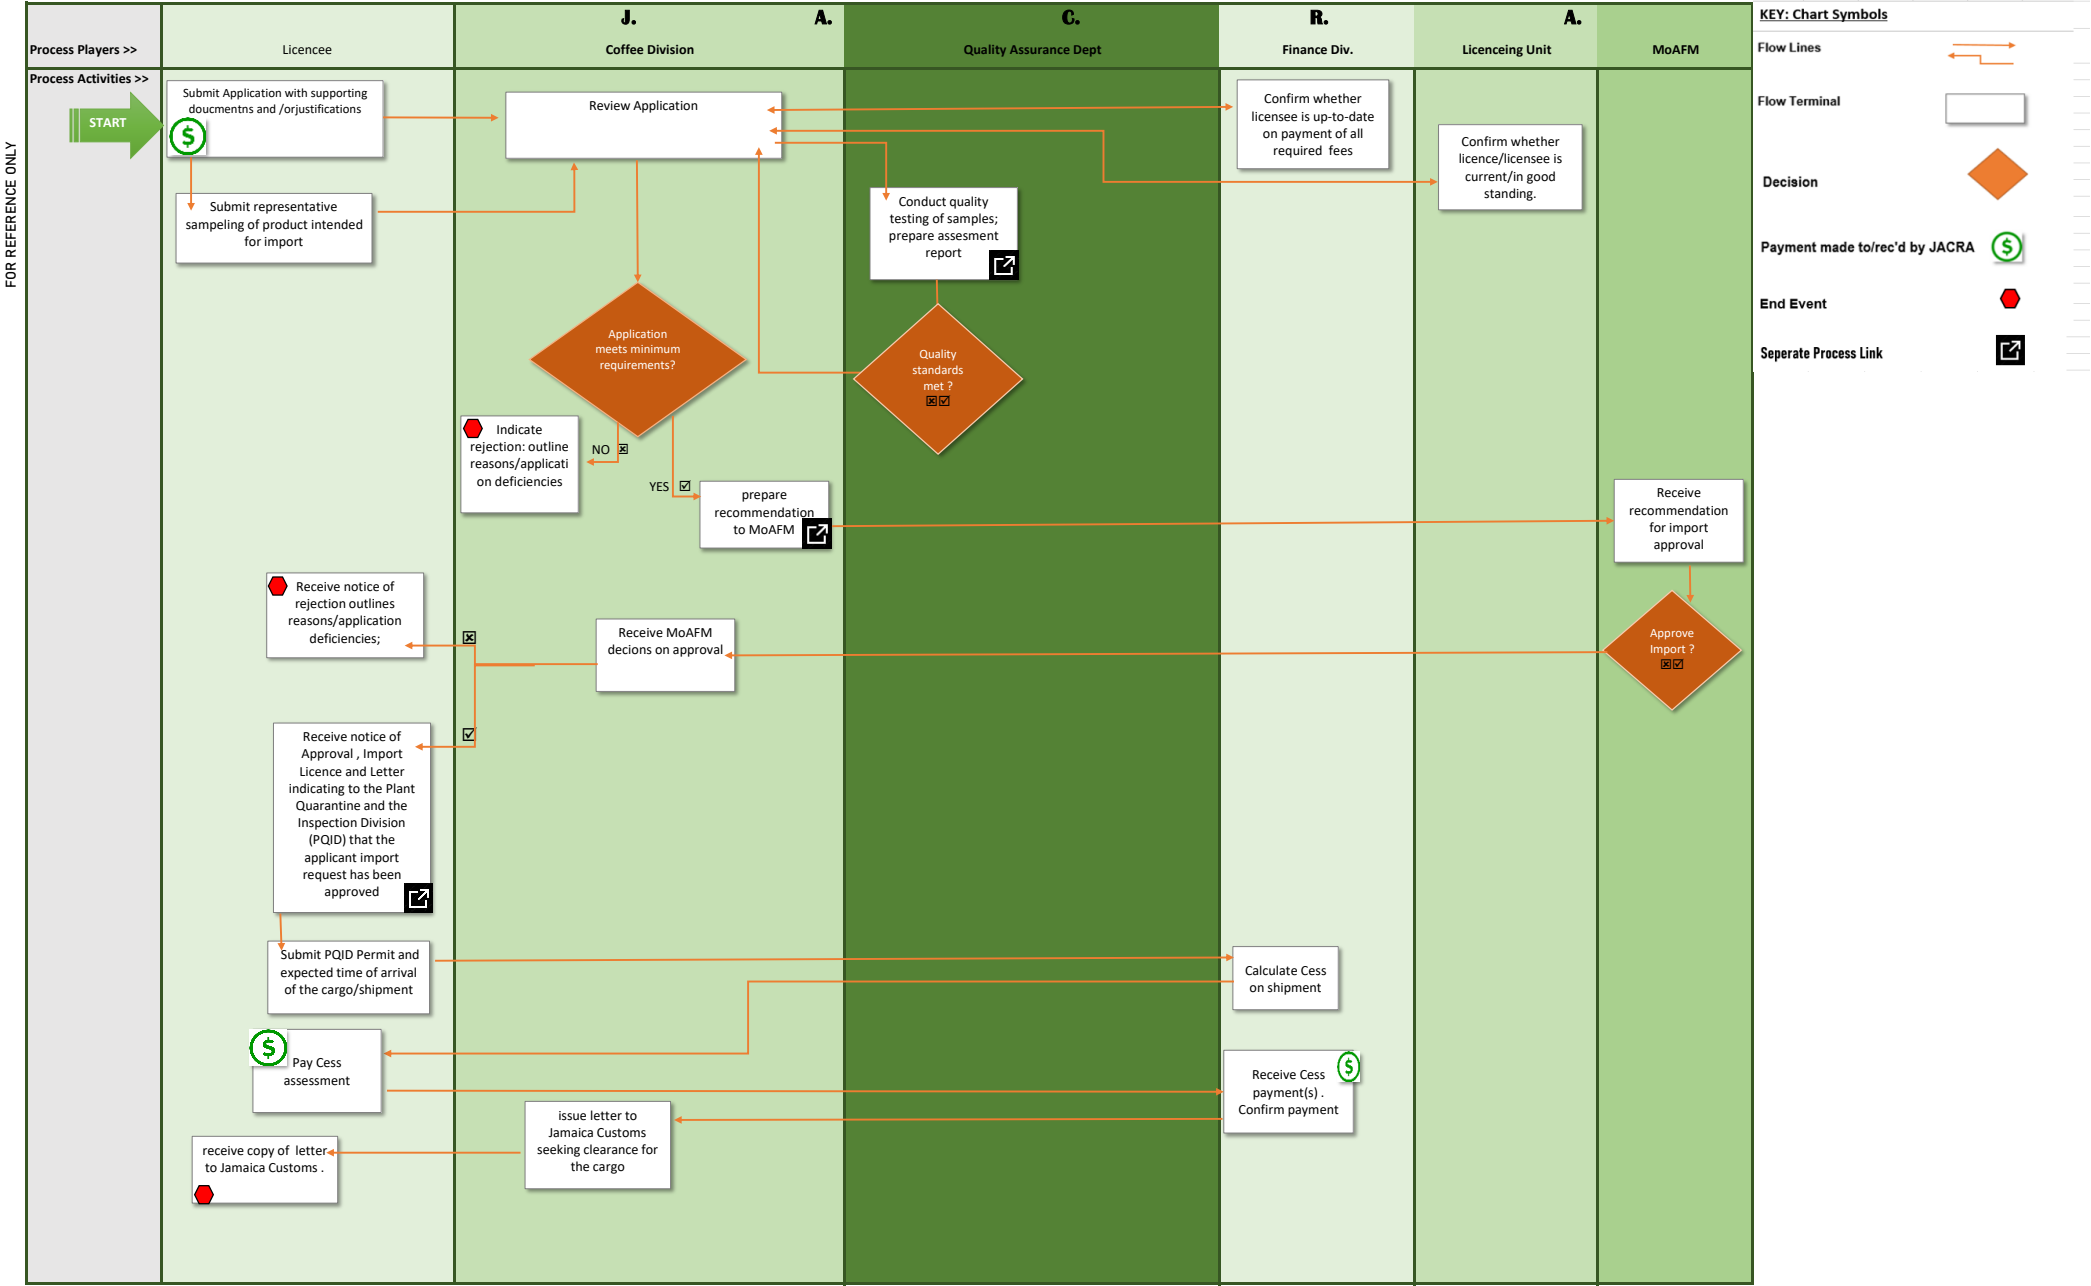 FOR REFERENCE ONLY
J.
A.
C.
R.
A.
Process Players >>
Licencee
Coffee Division
Quality Assurance Dept
Finance Div.
Licenceing Unit
MoAFM
Process Activities >>
START
Submit Application with supporting
doucmentns and /orjustifications
Review Application
Confirm whether
licensee is up-to-date
on payment of all
required fees
Confirm whether
licence/licensee is
current/in good
standing.
Submit representative
sampeling of product intended
for import
Conduct quality
testing of samples;
prepare assesment
report
Application
meets minimum
requirements?
Quality
standards
met ?
Indicate
rejection: outline
reasons/applicati
on deficiencies
NO
YES
prepare
recommendation
to MoAFM
Receive
recommendation
for import
approval
Receive notice of
rejection outlines
reasons/application
deficiencies;
Receive MoAFM
decions on approval
Approve
Import ?
Receive notice of
Approval , Import
Licence and Letter
indicating to the Plant
Quarantine and the
Inspection Division
(PQID) that the
applicant import
request has been
approved
Submit PQID Permit and
expected time of arrival
of the cargo/shipment
Calculate Cess
on shipment
Pay Cess
assessment
Receive Cess
payment(s) .
Confirm payment
issue letter to
Jamaica Customs
seeking clearance for
the cargo
receive copy of letter
to Jamaica Customs .
KEY: Chart Symbols
Flow Lines
Flow Terminal
Decision
Payment made to/rec'd by JACRA
End Event
Seperate Process Link